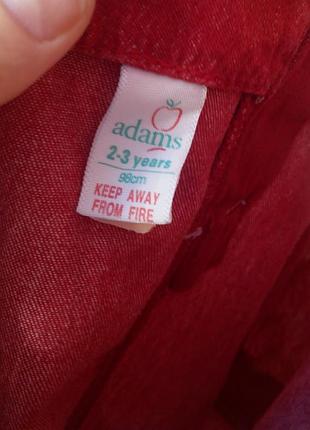 adams
2-3 years
98cm
KEEP AWAY
FROM FIRE